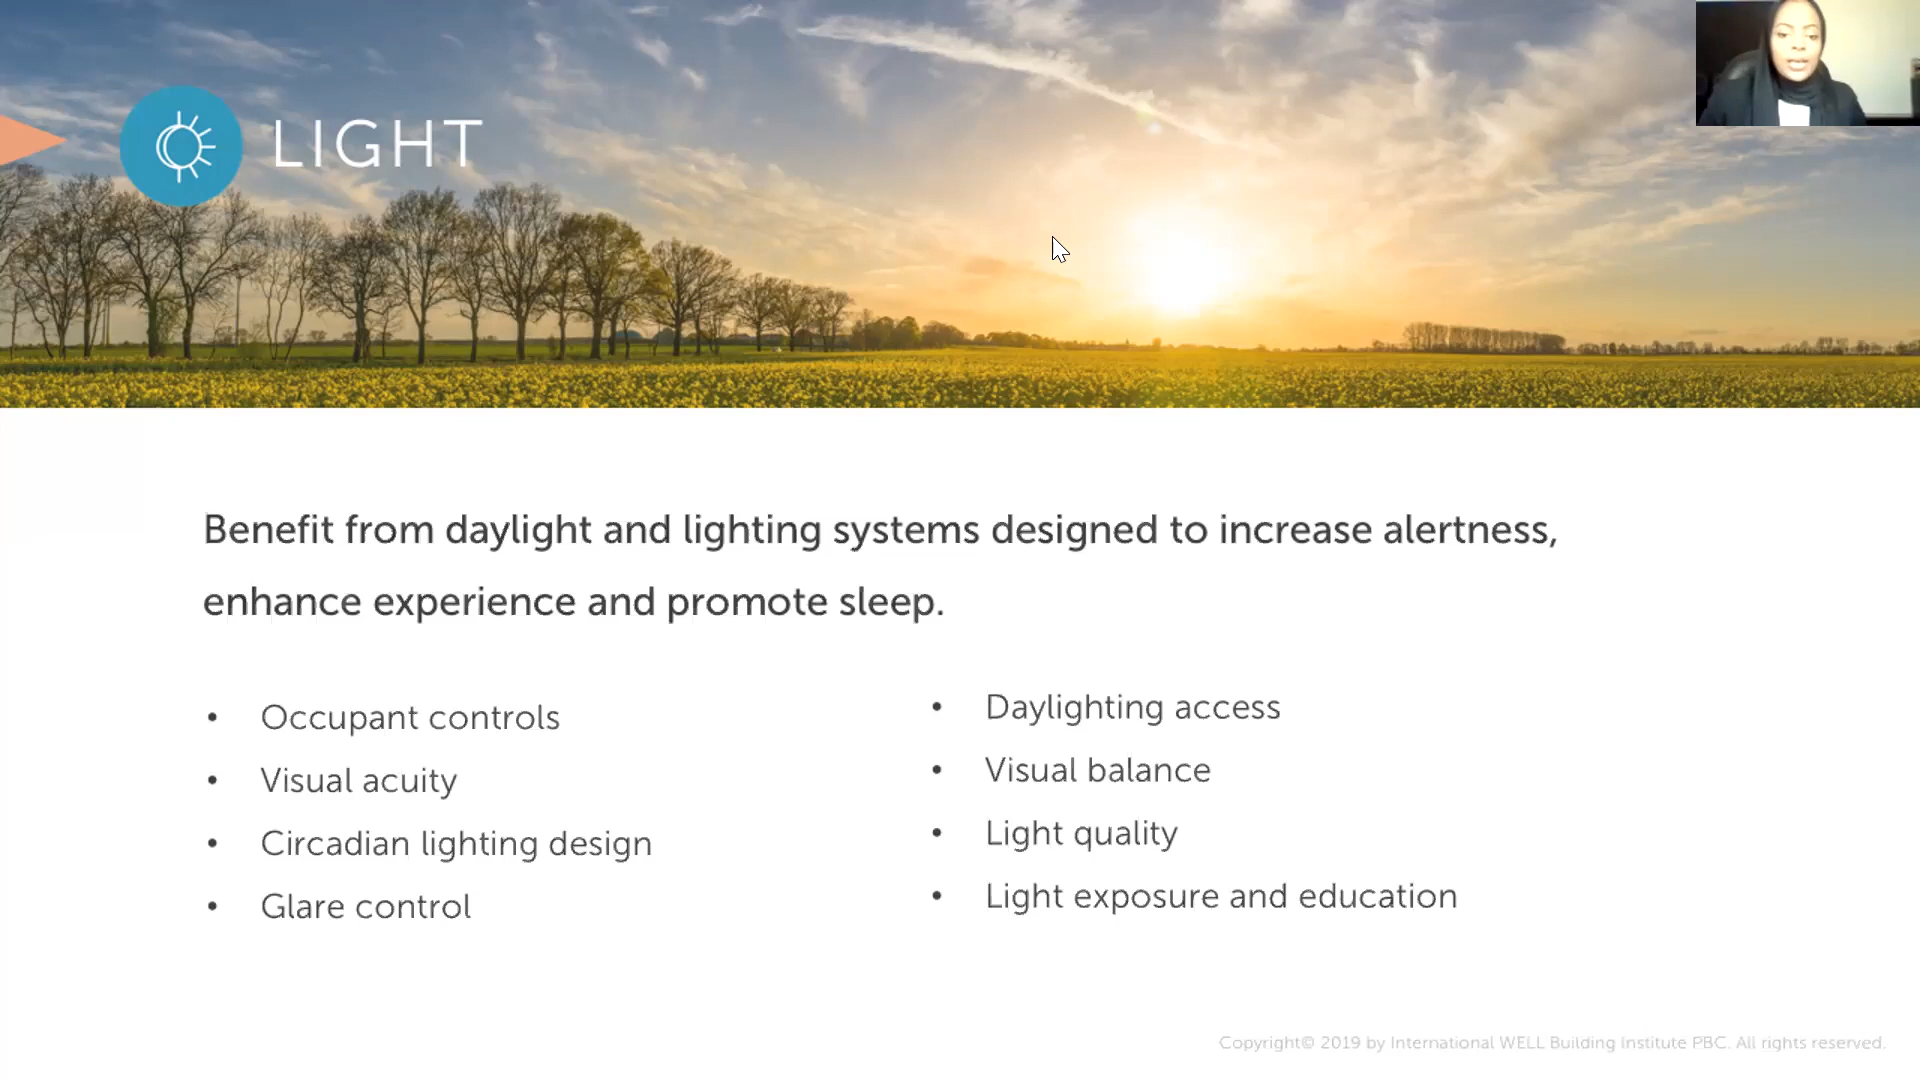 LIGHT
Benefit from daylight and lighting systems designed to increase alertness,
enhance experience and promote sleep.
• Occupant controls
• Visual acuity
• Circadian lighting design
• Glare control
• Daylighting access
• Visual balance
• Light quality
• Light exposure and education
Copyright© 2019 by International WELL Building Institute PBC. All rights reserved.